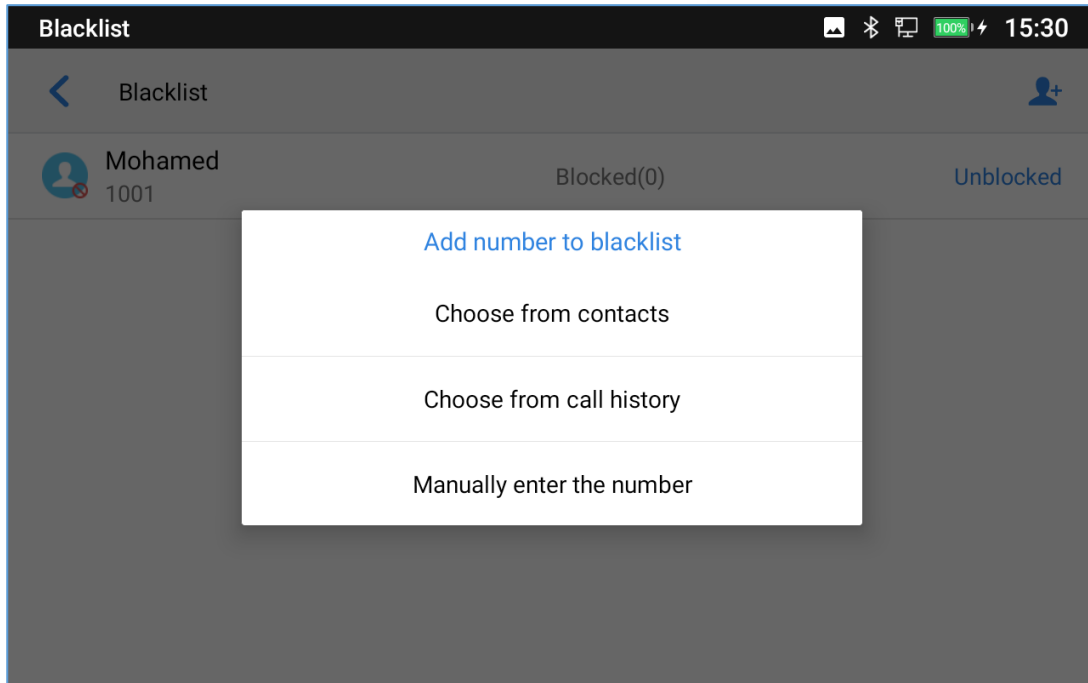 Blacklist
100%
15:30
Blacklist
Mohamed
1001
Blocked(0)
Unblocked
Add number to blacklist
Choose from contacts
Choose from call history
Manually enter the number